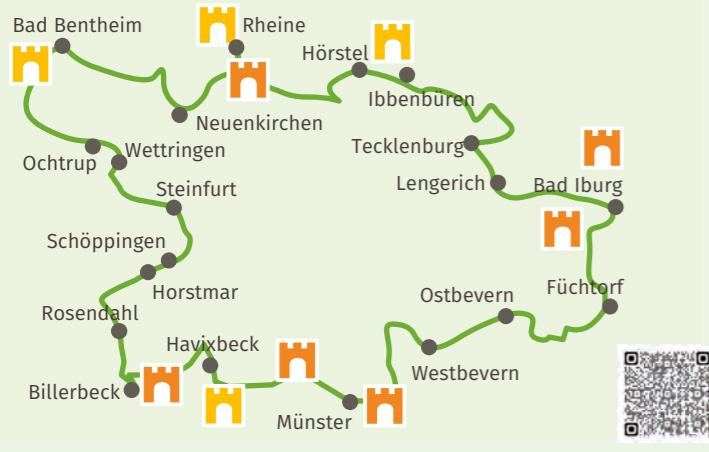 Bad Bentheim
Rheine
Hörstel
Ibbenbüren
Neuenkirchen
Tecklenburg
Ochtrup
Wettringen
Lengerich
Bad Iburg
Steinfurt
Schöppingen
Horstmar
Füchtorf
Ostbevern
Rosendahl
Havixbeck
Westbevern
Billerbeck
Münster